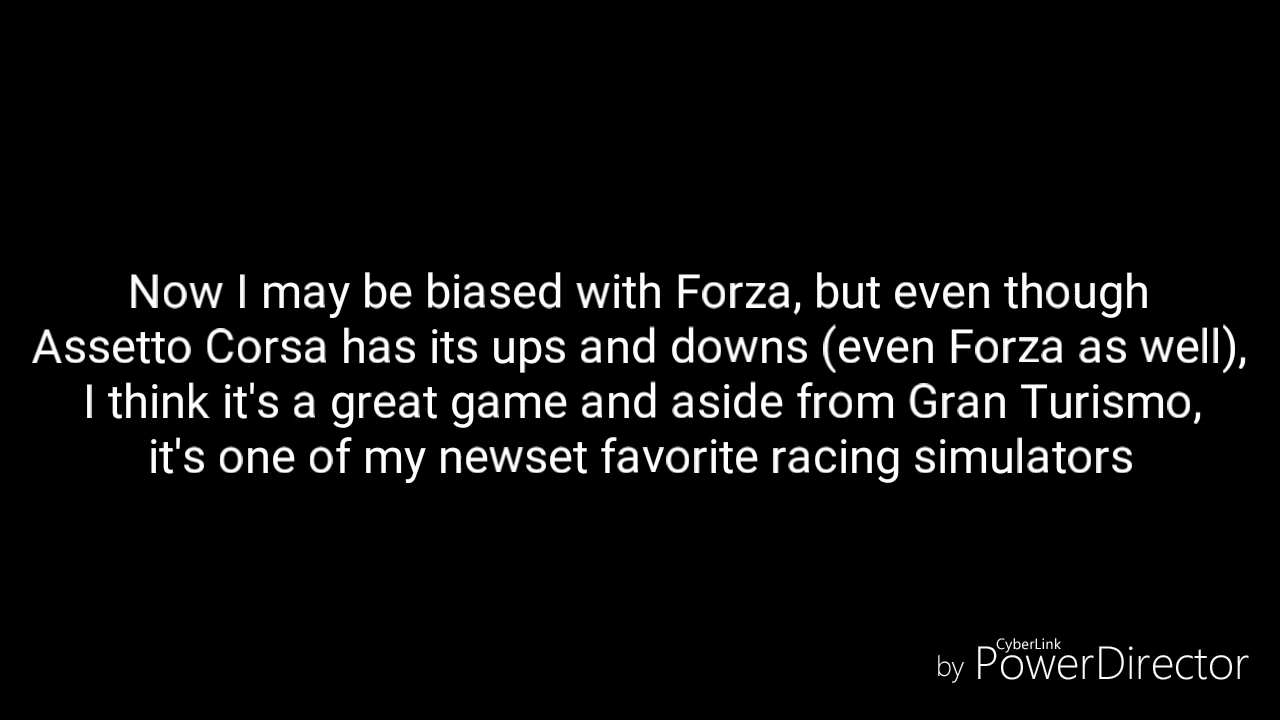 Now I may be biased with Forza, but even though
Assetto Corsa has its ups and downs (even Forza as well),
I think it's a great game and aside from Gran Turismo,
it's one of my newset favorite racing simulators
CyberLink
by PowerDirector